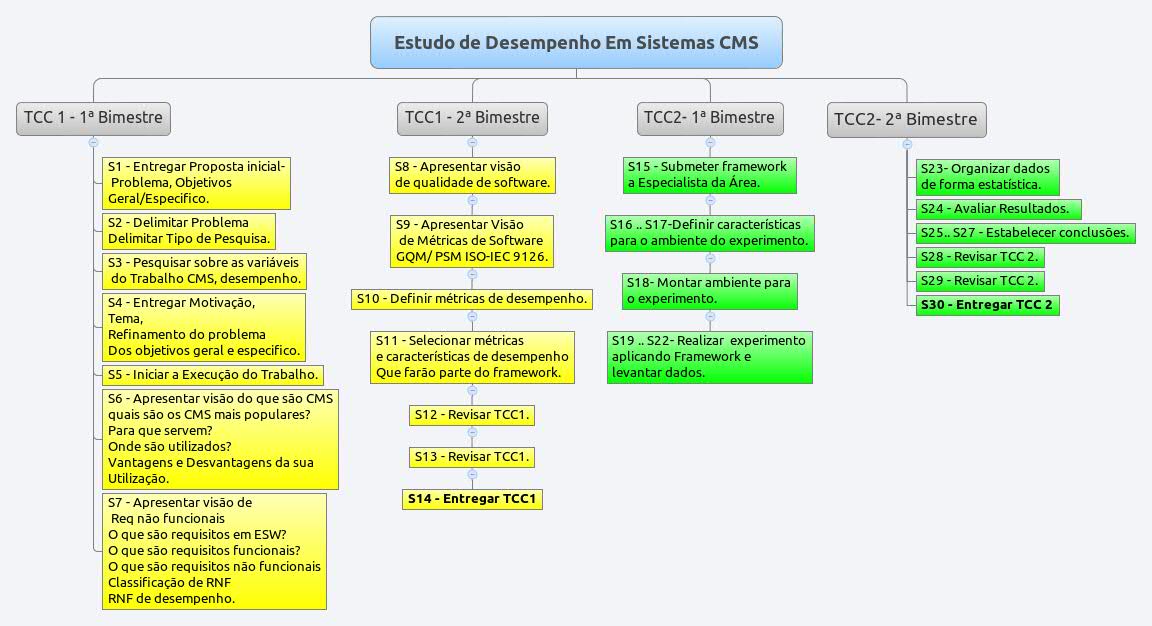 Estudo de Desempenho Em Sistemas CMS
TCC 1 - 1ª Bimestre
S1 - Entregar Proposta inicial-
Problema, Objetivos
Geral/Especifico.
S2 - Delimitar Problema
Delimitar Tipo de Pesquisa.
S3 - Pesquisar sobre as variáveis
do Trabalho CMS, desempenho.
S4 - Entregar Motivação,
Tema,
Refinamento do problema
Dos objetivos geral e especifico.
S5 - Iniciar a Execução do Trabalho.
S6 - Apresentar visão do que são CMS
quais são os CMS mais populares?
Para que servem?
Onde são utilizados?
Vantagens e Desvantagens da sua
Utilização.
S7 - Apresentar visão de
Req não funcionais
O que são requisitos em ESW?
O que são requisitos funcionais?
O que são requisitos não funcionais
Classificação de RNF
RNF de desempenho.
TCC1 - 2ª Bimestre
S8 - Apresentar visão
de qualidade de software.
S9 - Apresentar Visão
de Métricas de Software
GQM/ PSM ISO-IEC 9126.
S10 - Definir métricas de desempenho.
S11 - Selecionar métricas
e características de desempenho
Que farão parte do framework.
S12 - Revisar TCC1.
S13 - Revisar TCC1.
S14 - Entregar TCC1
TCC2- 1ª Bimestre
S15 - Submeter framework
a Especialista da Área.
S16 .. S17-Definir características
para o ambiente do experimento.
S18- Montar ambiente para
o experimento.
S19 .. S22- Realizar experimento
aplicando Framework e
levantar dados.
TCC2- 2ª Bimestre
S23- Organizar dados
de forma estatística.
S24 - Avaliar Resultados.
S25.. S27 - Estabelecer conclusões.
S28 - Revisar TCC 2.
S29 - Revisar TCC 2.
S30 - Entregar TCC 2